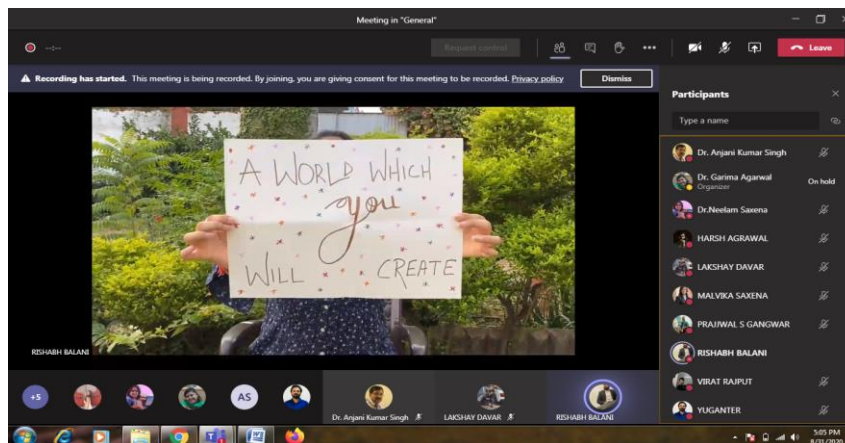 Meeting in "General"
--:--
Request control
Leave
Recording has started. This meeting is being recorded. By joining, you are giving consent for this meeting to be recorded. Privacy policy
Dismiss
A WORLD WHICH
you
WILL CREATE
RISHABH BALANI
Participants
Type a name
Dr. Anjani Kumar Singh
Dr. Garima Agarwal
Organizer
On hold
Dr.Neelam Saxena
HARSH AGRAWAL
LAKSHAY DAVAR
MALVIKA SAXENA
PRAJJWAL S GANGWAR
RISHABH BALANI
VIRAT RAJPUT
YUGANTER
+5
AS
Dr. Anjani Kumar Singh
LAKSHAY DAVAR
RISHABH BALANI
5:05 PM
8/31/2020